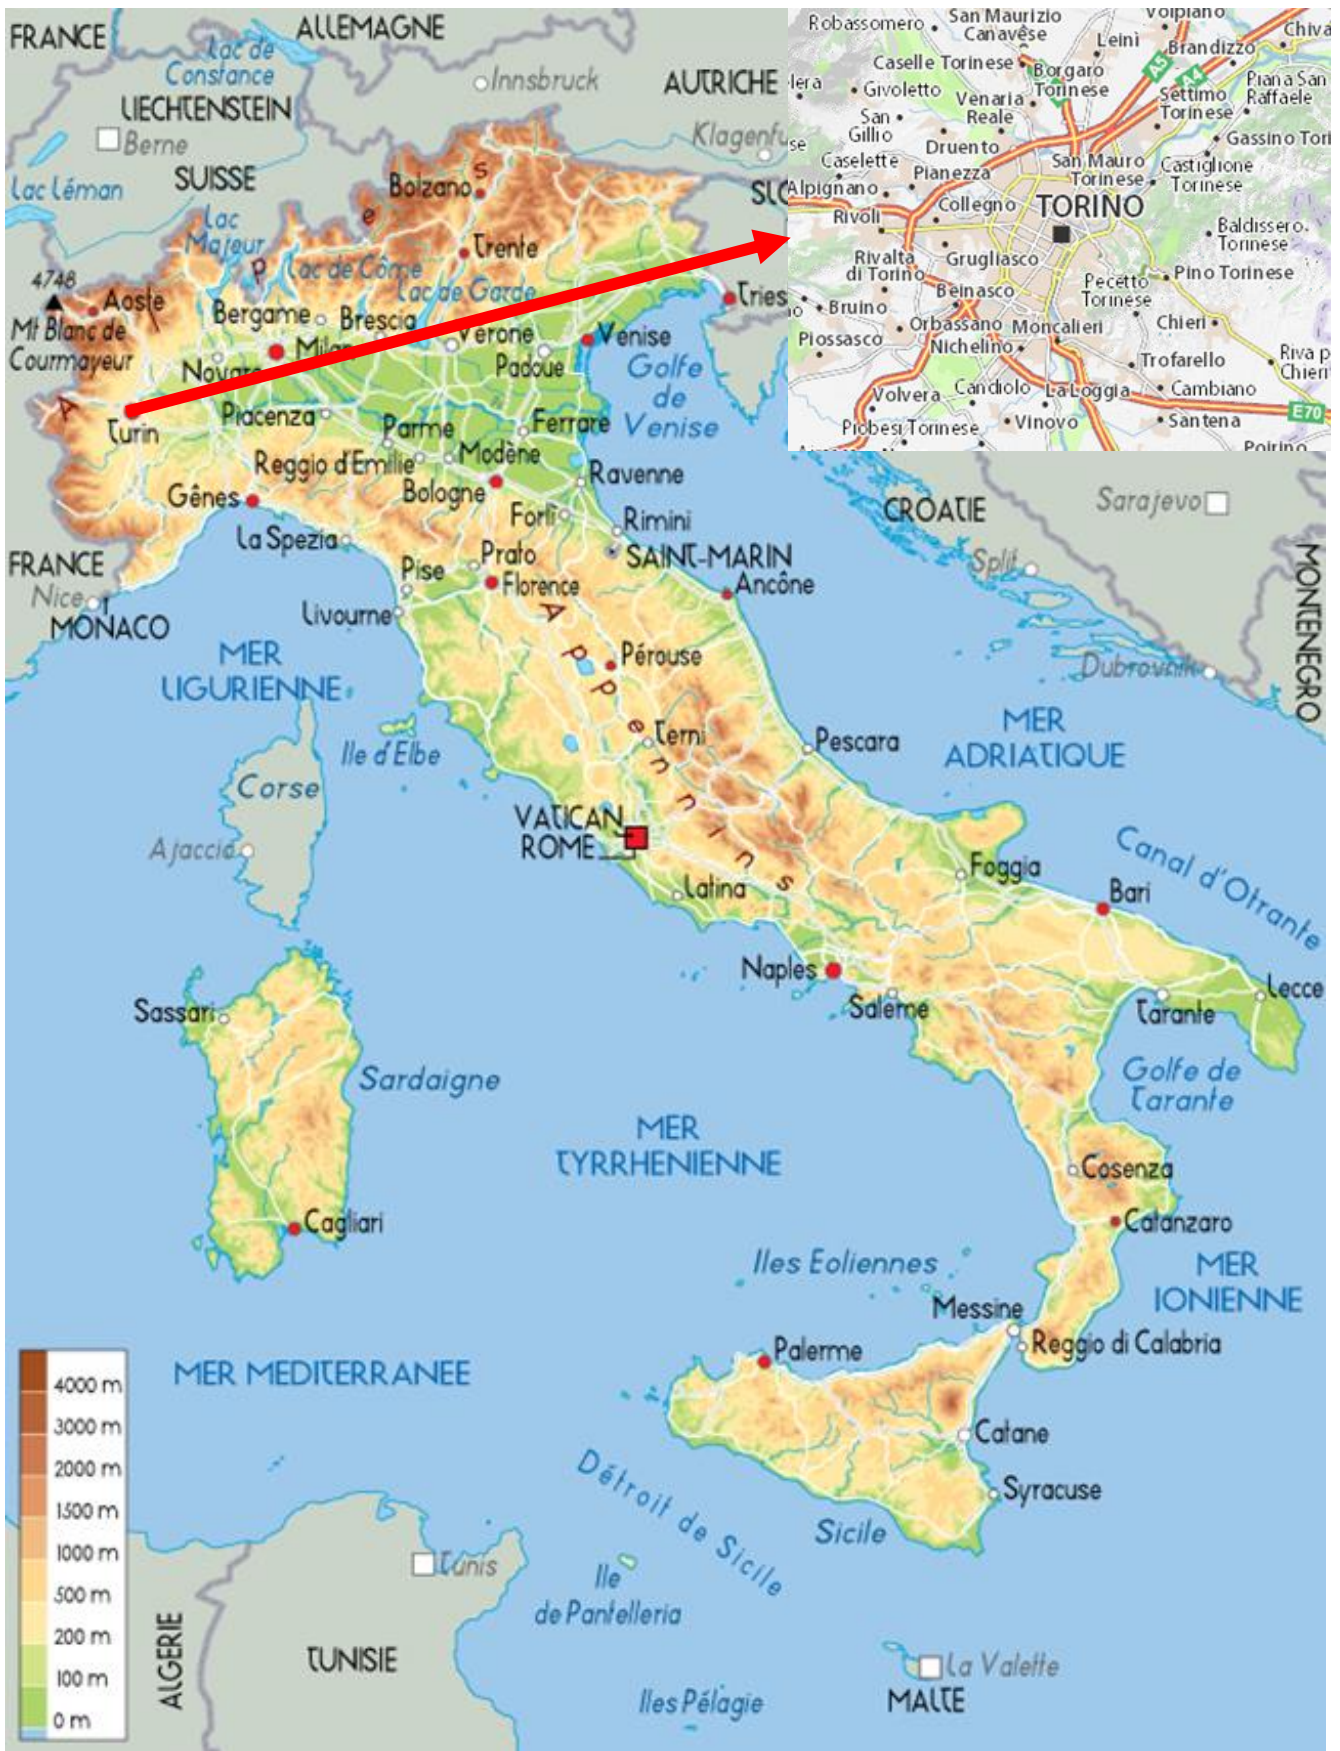 FRANCE
ALLEMAGNE
Lac de
Constance
Innsbruck
AUTRICHE
LIECHTENSTEIN
Berne
SUISSE
Lac Léman
Lac
Majeur
Bolzano
Trente
Lac de Côme
Lac de Garde
4748
Mt Blanc de
Courmayeur
Aoste
Bergame
Brescia
Vérone
Venise
Padoue
Milan
Novare
Turin
Piacenza
Parme
Ferrare
Golfe
de
Venise
Reggio d'Emilie
Modène
Ravenne
Gênes
Bologne
Forlì
Rimini
La Spezia
Prato
SAINT-MARIN
FRANCE
Pise
Florence
Ancône
Nice
MONACO
Livourne
Alpes
Appennins
Robassomero
San Maurizio
Canavese
Volpiano
Leinì
Brandizzo
Caselle Torinese
Borgaro
Torinese
A5
A4
Givoletto
Venaria
Reale
Settimo
Torinese
Piana San
Raffaele
San
Gillio
Druento
Gassino Tori
Caselette
Pianezza
San Mauro
Torinese
Castiglione
Torinese
Alpignano
Collegno
TORINO
Rivoli
Baldissero
Torinese
Grugliasco
Rivalta
di Torino
Pecetto
Torinese
Pino Torinese
Beinasco
Bruino
Orbassano
Moncalieri
Chieri
Piossasco
Nichelino
Trofarello
Riva p
Chieri
Volvera
Candiolo
La Loggia
Cambiano
E70
Piobesi Torinese
Vinovo
Santena
Poirino
CROATIE
Sarajevo
Split
MONTENEGRO
Dubrovnik
MER
LIGURIENNE
Pérouse
Ile d'Elbe
Terni
Pescara
MER
ADRIATIQUE
Corse
Ajaccio
VATICAN
ROME
Latina
Foggia
Bari
Canal d'Otrante
Naples
Salerne
Tarante
Lecce
Sassari
Sardaigne
Golfe de
Tarante
MER
TYRRHENIENNE
Cosenza
Cagliari
Catanzaro
Iles Eoliennes
MER
IONIENNE
Messine
Reggio di Calabria
Palerme
MER MEDITERRANEE
Catane
Syracuse
Détroit de Sicile
Sicile
4000 m
3000 m
2000 m
1500 m
1000 m
500 m
200 m
100 m
0 m
Tunis
Ile
de Pantelleria
ALGERIE
TUNISIE
La Valette
MALTE
Iles Pélagie